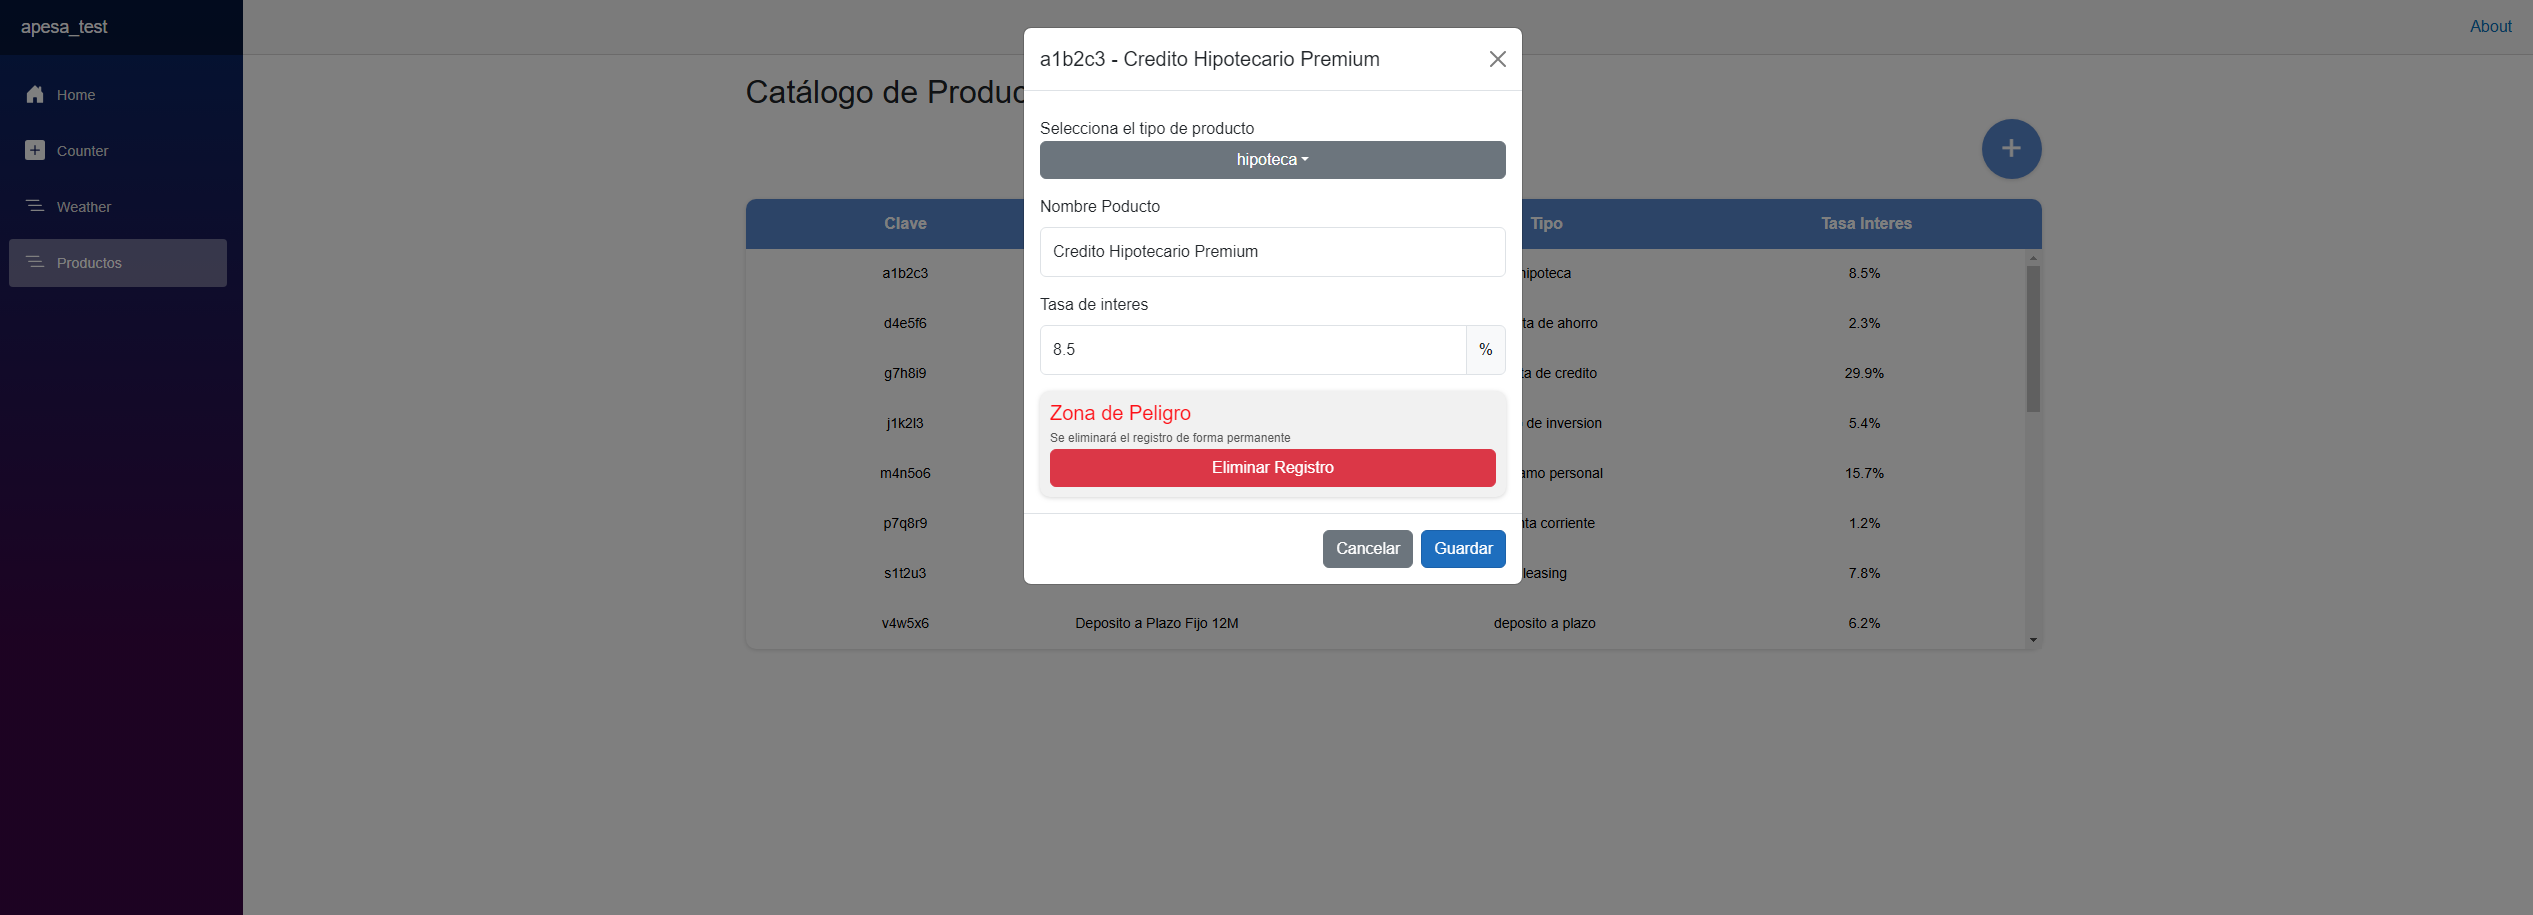 apesa_test
About
Home
Counter
Weather
Productos
a1b2c3 - Credito Hipotecario Premium
Selecciona el tipo de producto
hipoteca
Nombre Poducto
Credito Hipotecario Premium
Tasa de interes
8.5 %
Zona de Peligro
Se eliminará el registro de forma permanente
Eliminar Registro
Cancelar Guardar
Catálogo de Produc
+
Clave Tipo Tasa Interes
a1b2c3 hipoteca 8.5%
d4e5f6 ta de ahorro 2.3%
g7h8i9 ta de credito 29.9%
j1k2l3 de inversion 5.4%
m4n5o6 amo personal 15.7%
p7q8r9 nta corriente 1.2%
s1t2u3 leasing 7.8%
v4w5x6 Deposito a Plazo Fijo 12M deposito a plazo 6.2%